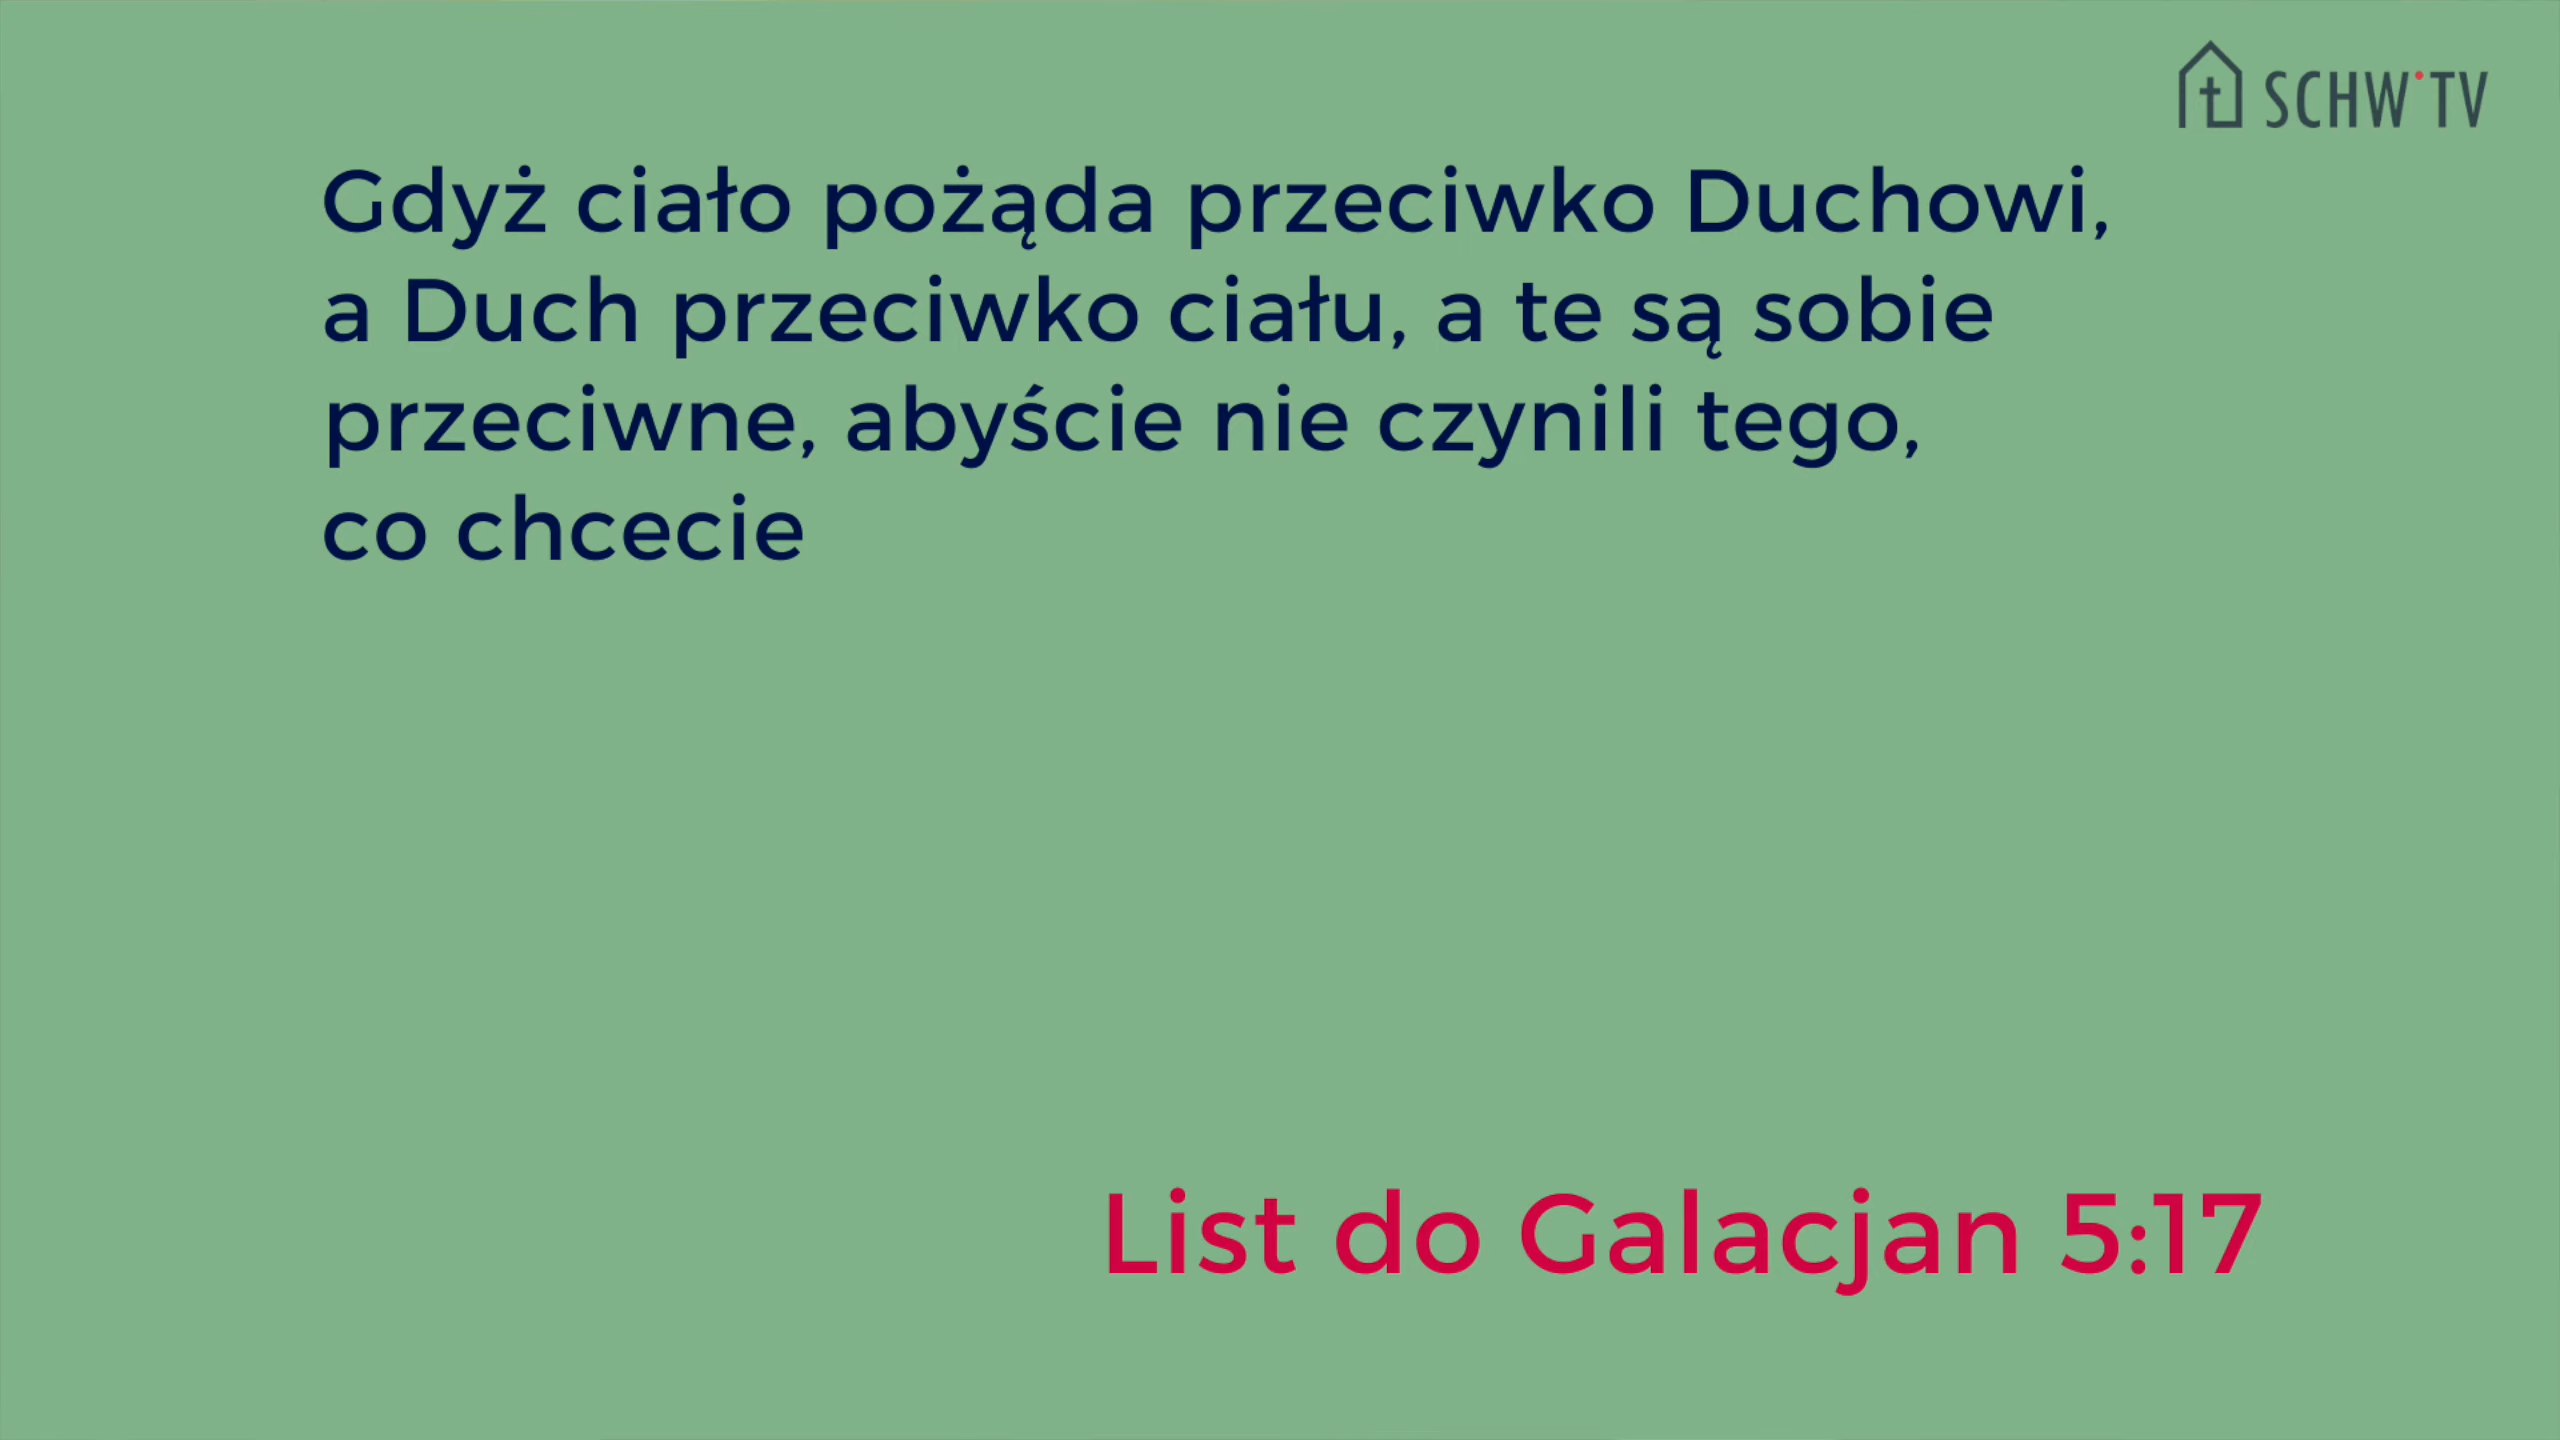 SCHW TV
Gdyż ciało pożąda przeciwko Duchowi,
a Duch przeciwko ciału, a te są sobie
przeciwne, abyście nie czynili tego,
co chcecie
List do Galacjan 5:17